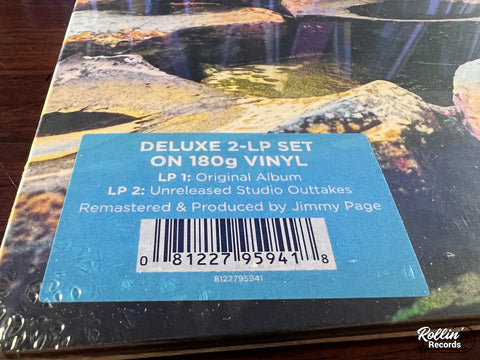 DELUXE 2-LP SET
ON 180g VINYL
LP 1: Original Album
LP 2: Unreleased Studio Outtakes
Remastered & Produced by Jimmy Page
0 81227 95941 8
8122795941
Rollin'
Records